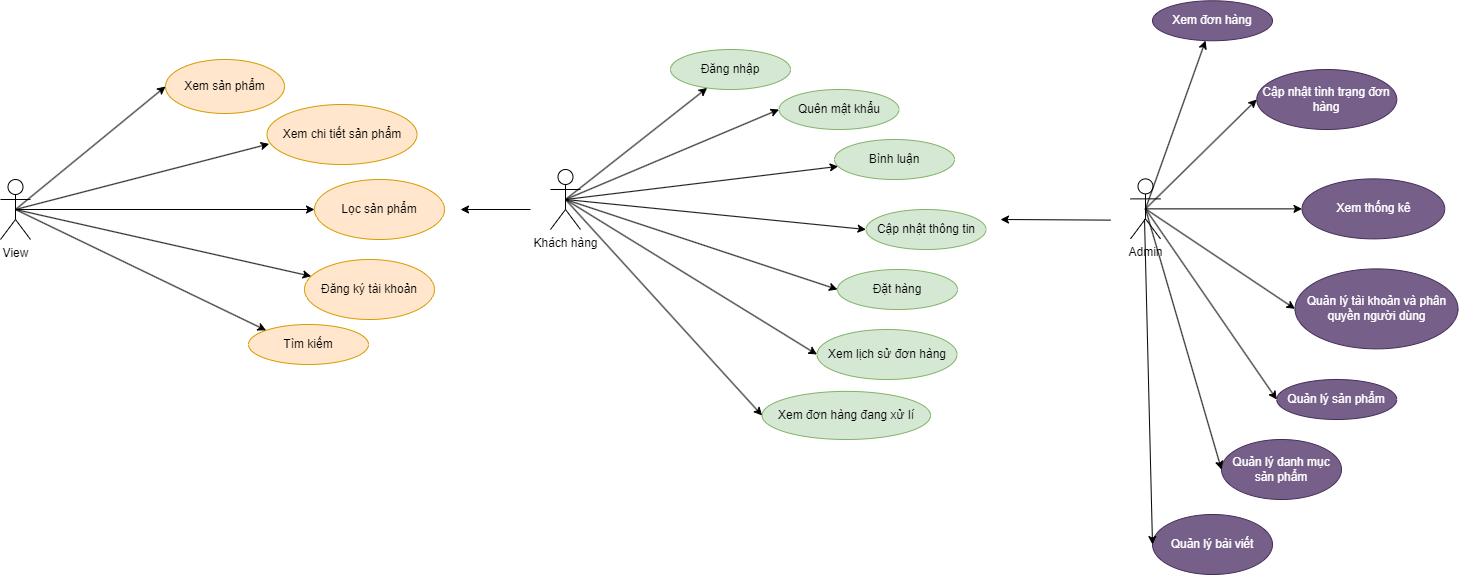 Xem sản phẩm
Xem chi tiết sản phẩm
Lọc sản phẩm
Đăng ký tài khoản
Tìm kiếm
View
Đăng nhập
Quên mật khẩu
Bình luận
Cập nhật thông tin
Đặt hàng
Xem lịch sử đơn hàng
Xem đơn hàng đang xử lí
Khách hàng
Xem đơn hàng
Cập nhật tình trạng đơn
hàng
Xem thống kê
Quản lý tài khoản và phân
quyền người dùng
Quản lý sản phẩm
Quản lý danh mục
sản phẩm
Quản lý bài viết
Admin